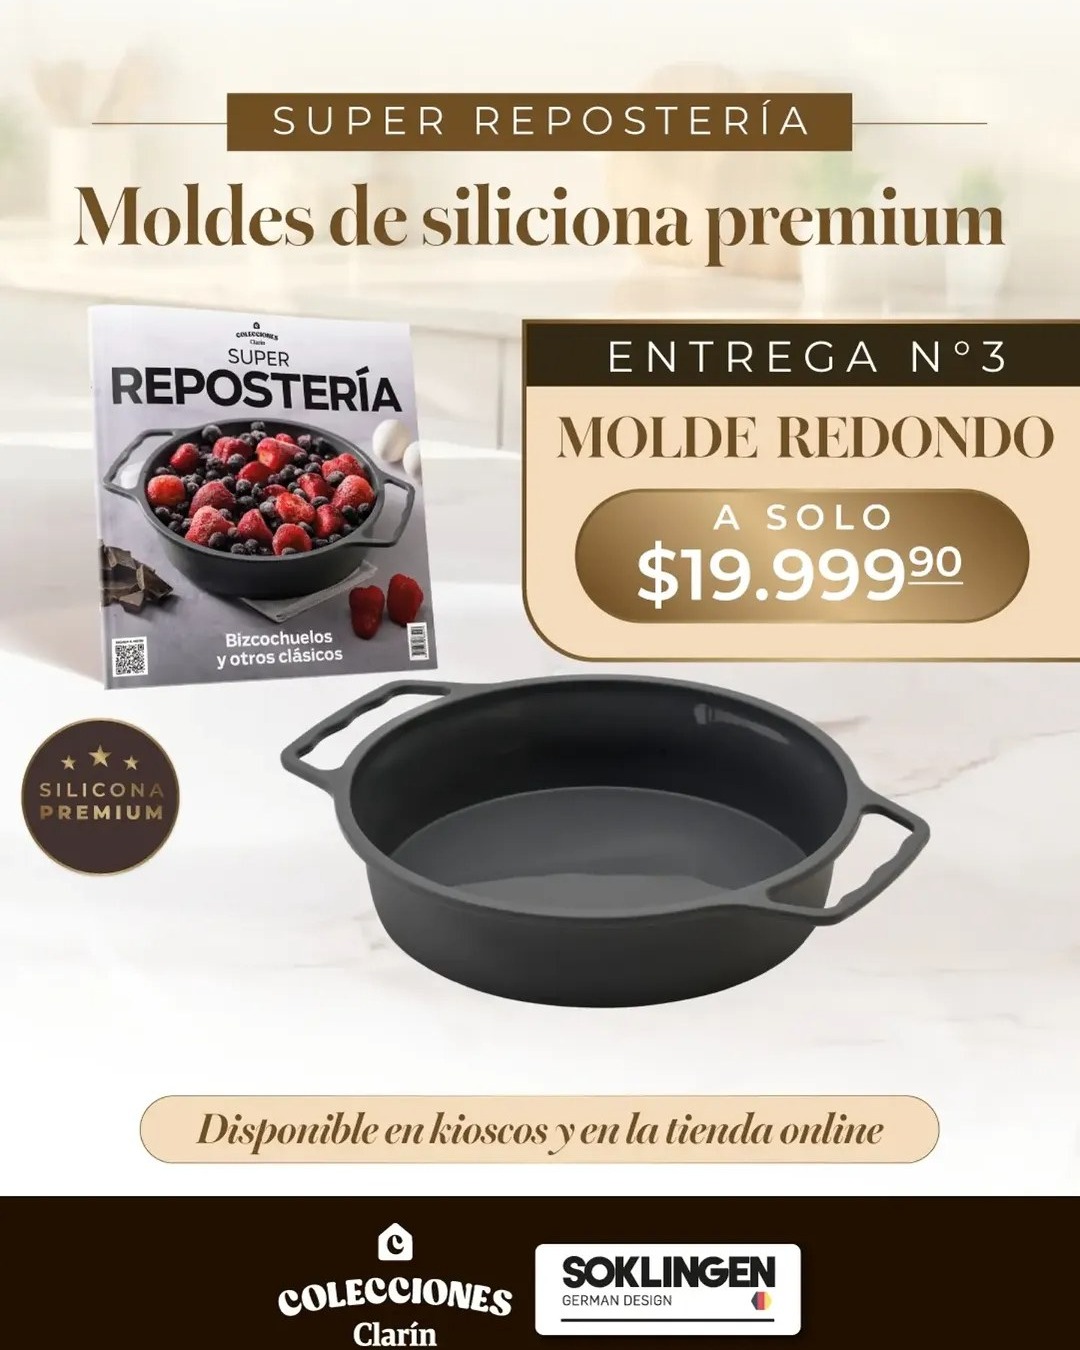 SUPER REPOSTERÍA
Moldes de siliciona premium
COLECCIONES
Clarín
SUPER
REPOSTERÍA
Bizcochuelos
y otros clásicos
ENTREGA N°3
MOLDE REDONDO
A SOLO
$19.999⁹⁰
SILICONA
PREMIUM
Disponible en kioscos y en la tienda online
COLECCIONES
Clarín
SOKLINGEN
GERMAN DESIGN